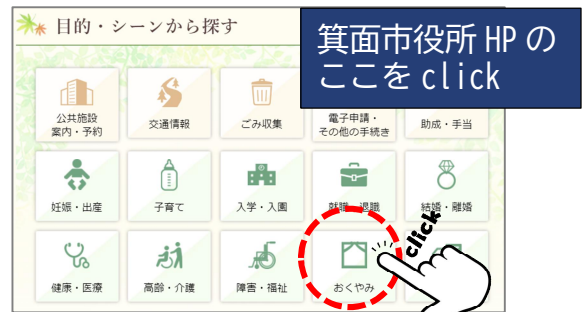 目的・シーンから探す
箕面市役所 HP の
ここを click
公共施設
案内・予約
交通情報
ごみ収集
電子申請・
その他の手続き
助成・手当
妊娠・出産
子育て
入学・入園
就職・退職
結婚・離婚
健康・医療
高齢・介護
障害・福祉
おくやみ
click